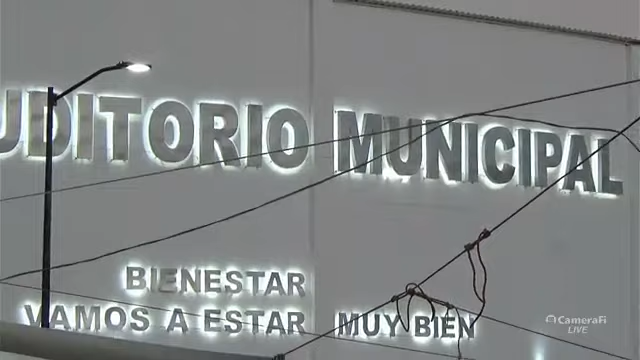 UDITORIO MUNICIPAL
BIENESTAR
VAMOS A ESTAR MUY BIEN
CameraFi
LIVE